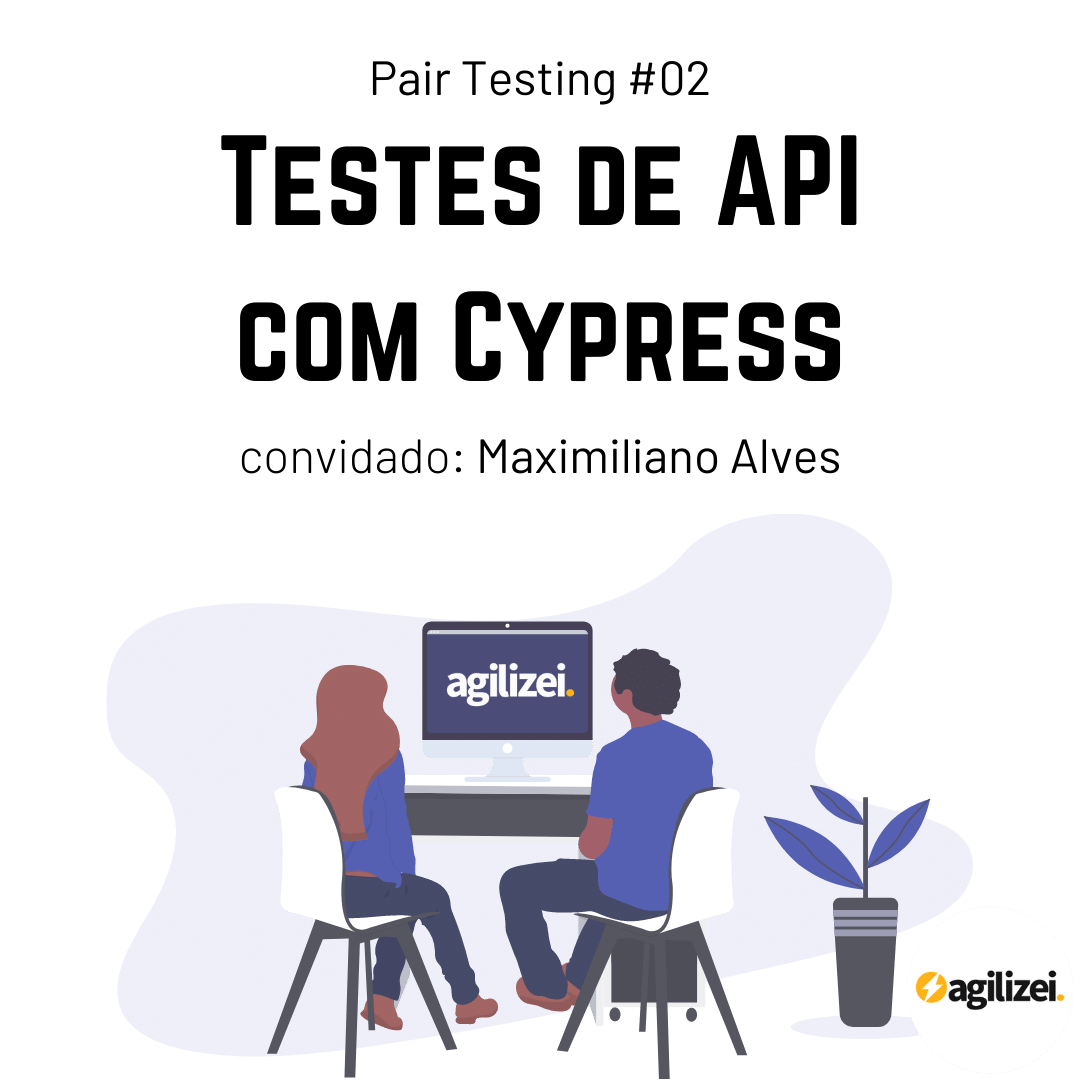 Pair Testing #02
Testes de API
com Cypress
convidado: Maximiliano Alves
agilizei.
agilizei.